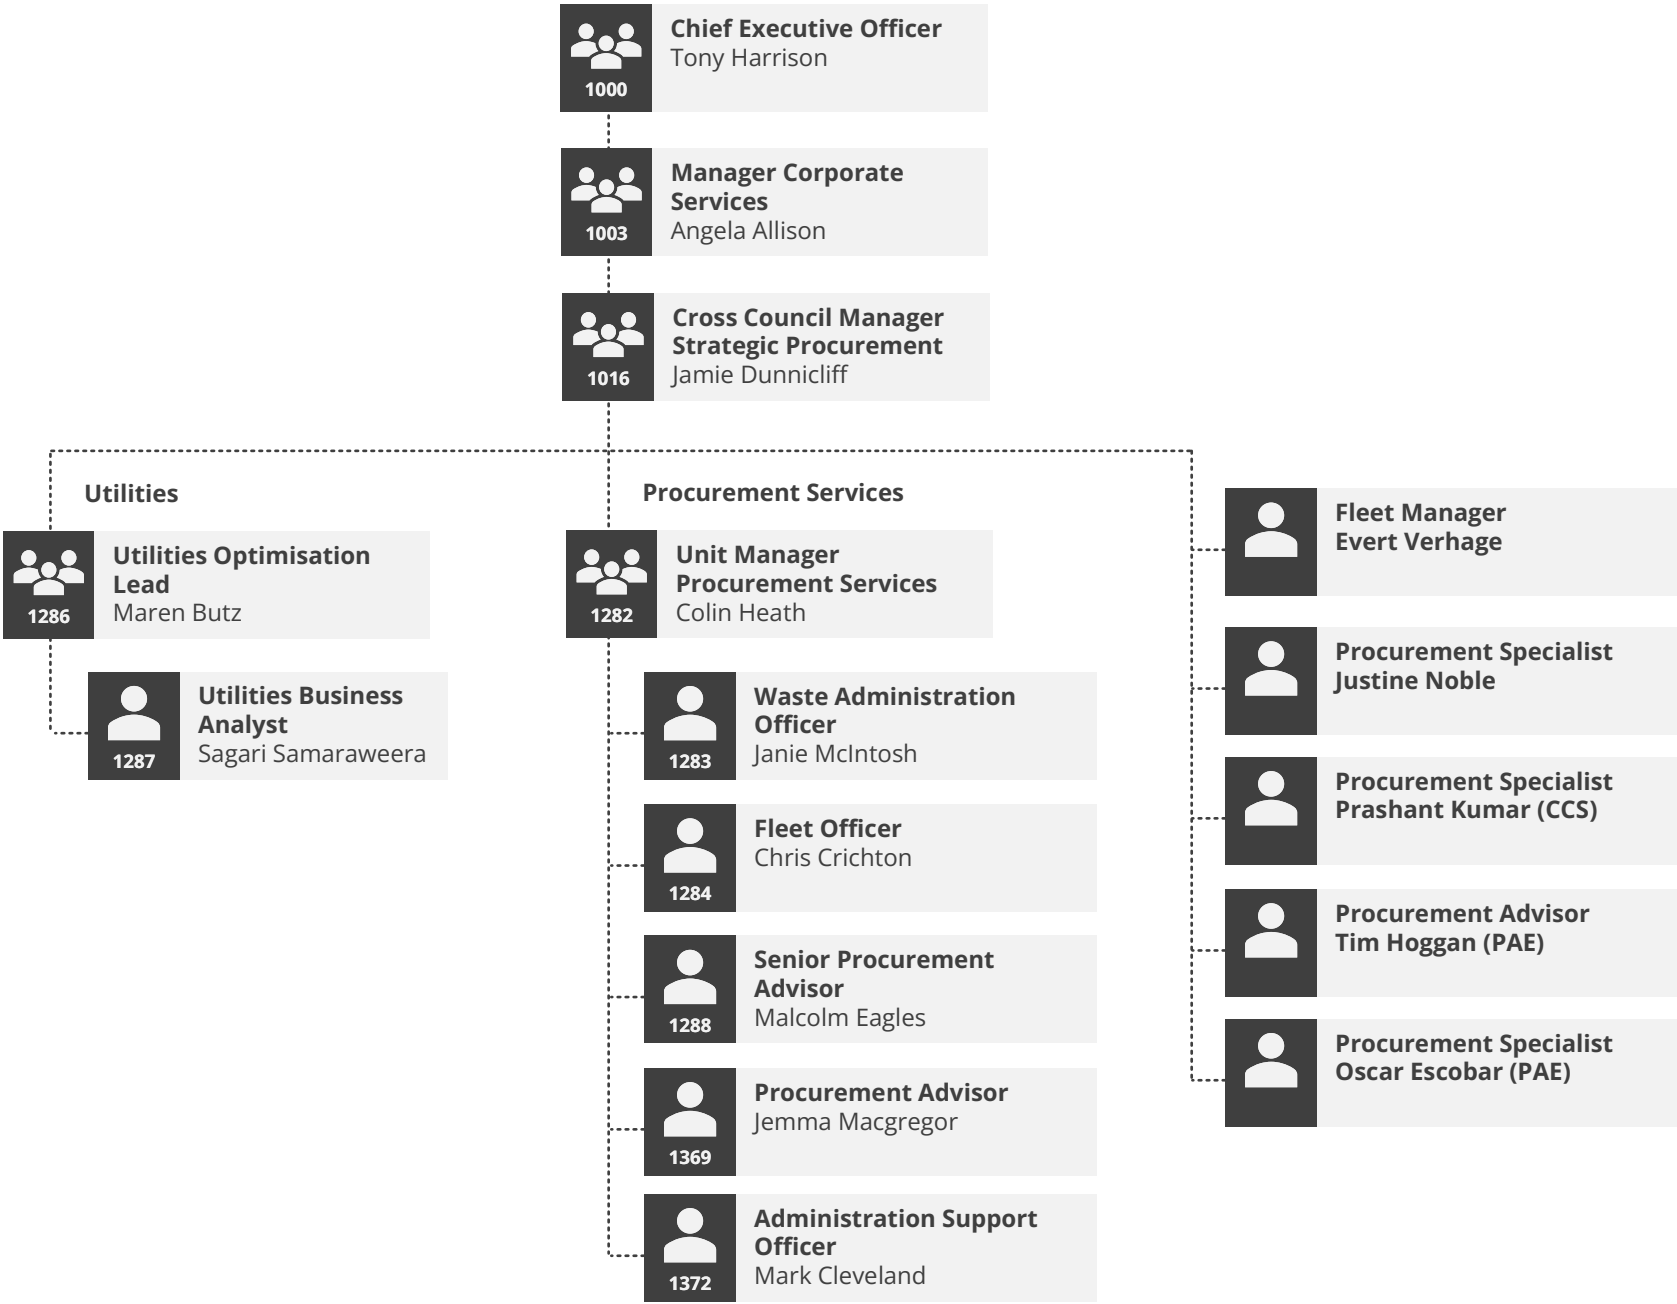 Chief Executive Officer
Tony Harrison
1000
Manager Corporate
Services
Angela Allison
1003
Cross Council Manager
Strategic Procurement
Jamie Dunnicliff
1016
Utilities
Utilities Optimisation
Lead
Maren Butz
1286
Utilities Business
Analyst
Sagari Samaraweera
1287
Procurement Services
Unit Manager
Procurement Services
Colin Heath
1282
Waste Administration
Officer
Janie McIntosh
1283
Fleet Officer
Chris Crichton
1284
Senior Procurement
Advisor
Malcolm Eagles
1288
Procurement Advisor
Jemma Macgregor
1369
Administration Support
Officer
Mark Cleveland
1372
Fleet Manager
Evert Verhage
Procurement Specialist
Justine Noble
Procurement Specialist
Prashant Kumar (CCS)
Procurement Advisor
Tim Hoggan (PAE)
Procurement Specialist
Oscar Escobar (PAE)